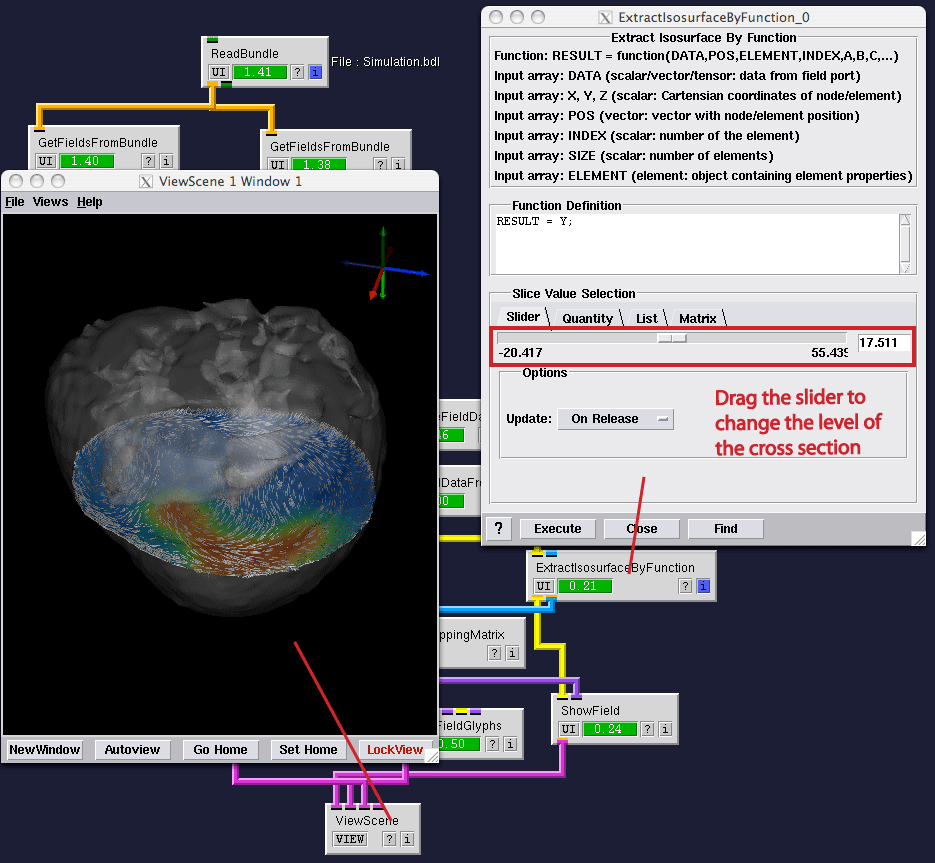 ReadBundle
UI 1.41 ? i
File : Simulation.bdl
GetFieldsFromBundle
UI 1.40 ? i
GetFieldsFromBundle
UI 1.38 ? i
ViewScene 1 Window 1
File Views Help
NewWindow Autoview Go Home Set Home LockView
ExtractIsosurfaceByFunction_0
Extract Isosurface By Function
Function: RESULT = function(DATA,POS,ELEMENT,INDEX,A,B,C,...)
Input array: DATA (scalar/vector/tensor: data from field port)
Input array: X, Y, Z (scalar: Cartensian coordinates of node/element)
Input array: POS (vector: vector with node/element position)
Input array: INDEX (scalar: number of the element)
Input array: SIZE (scalar: number of elements)
Input array: ELEMENT (element: object containing element properties)
Function Definition
RESULT = Y;
Slice Value Selection
Slider Quantity List Matrix
-20.417 55.439 17.511
Options
Update: On Release
Drag the slider to
change the level of
the cross section
? Execute Close Find
eFieldDa
6
lDataFro
00
ExtractIsosurfaceByFunction
UI 0.21 ? i
ppingMatrix
? i
ShowField
UI 0.24 ? i
FieldGlyphs
.50 ? i
ViewScene
VIEW ? i